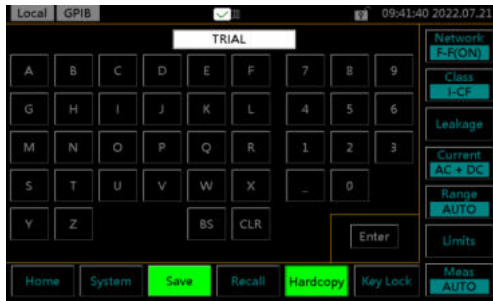 Local GPIB 09:41:40 2022.07.21
TRIAL
A B C D E F 7 8 9
G H I J K L 4 5 6
M N O P Q R 1 2 3
S T U V W X _ 0
Y Z BS CLR
Enter
Network
F-F(ON)
Class
I-CF
Leakage
Current
AC + DC
Range
AUTO
Limits
Meas
AUTO
Home System Save Recall Hardcopy Key Lock